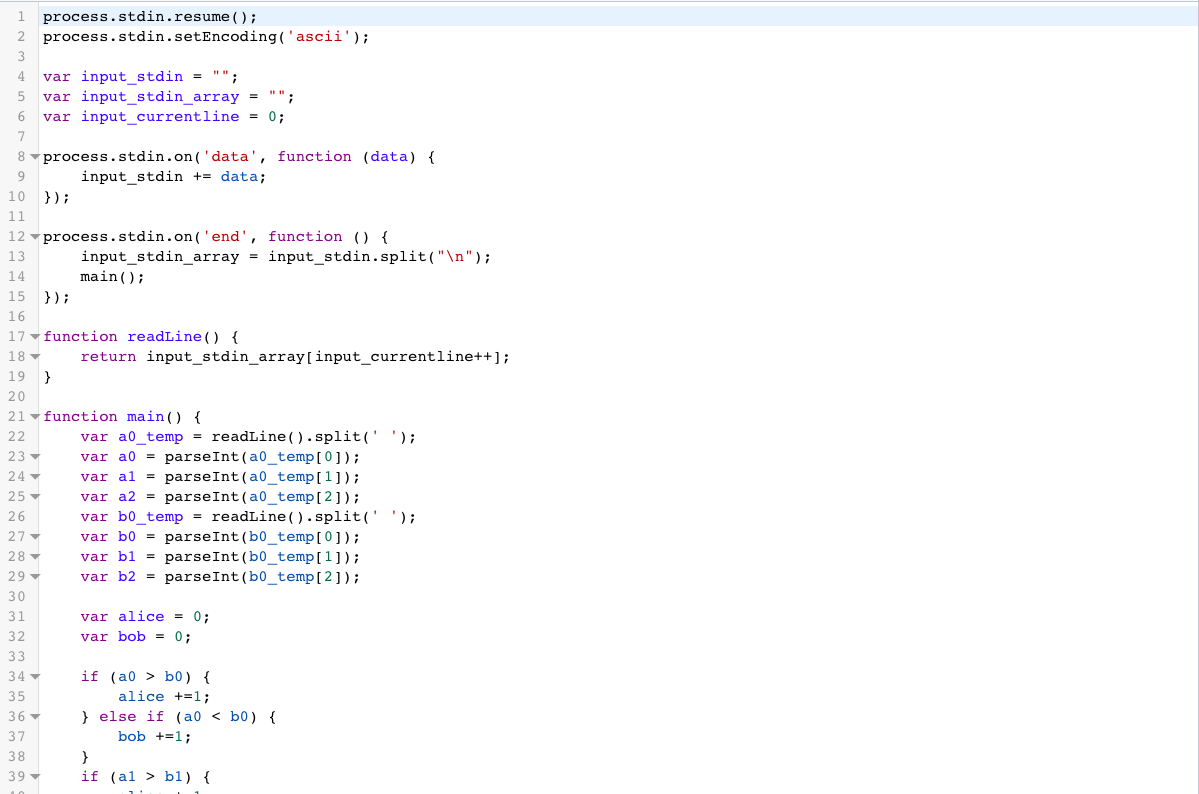 1 process.stdin.resume();
2 process.stdin.setEncoding('ascii');
3
4 var input_stdin = "";
5 var input_stdin_array = "";
6 var input_currentline = 0;
7
8 process.stdin.on('data', function (data) {
9     input_stdin += data;
10 });
11
12 process.stdin.on('end', function () {
13     input_stdin_array = input_stdin.split("\n");
14     main();
15 });
16
17 function readLine() {
18     return input_stdin_array[input_currentline++];
19 }
20
21 function main() {
22     var a0_temp = readLine().split(' ');
23     var a0 = parseInt(a0_temp[0]);
24     var a1 = parseInt(a0_temp[1]);
25     var a2 = parseInt(a0_temp[2]);
26     var b0_temp = readLine().split(' ');
27     var b0 = parseInt(b0_temp[0]);
28     var b1 = parseInt(b0_temp[1]);
29     var b2 = parseInt(b0_temp[2]);
30
31     var alice = 0;
32     var bob = 0;
33
34     if (a0 > b0) {
35         alice +=1;
36     } else if (a0 < b0) {
37         bob +=1;
38     }
39     if (a1 > b1) {